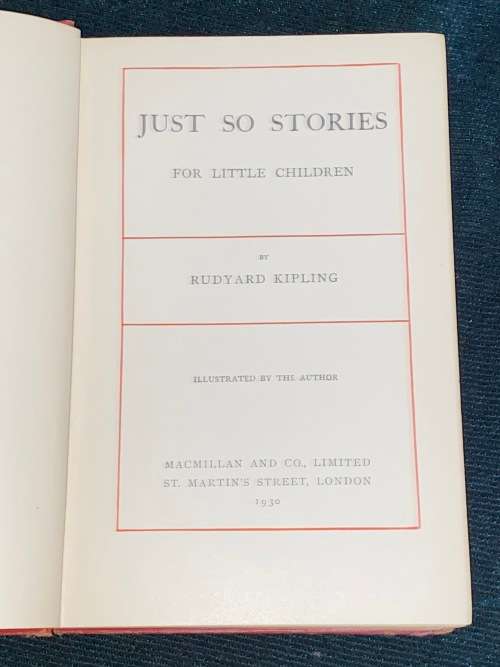 JUST SO STORIES
FOR LITTLE CHILDREN
BY
RUDYARD KIPLING
ILLUSTRATED BY THE AUTHOR
MACMILLAN AND CO., LIMITED
ST. MARTIN'S STREET, LONDON
1930